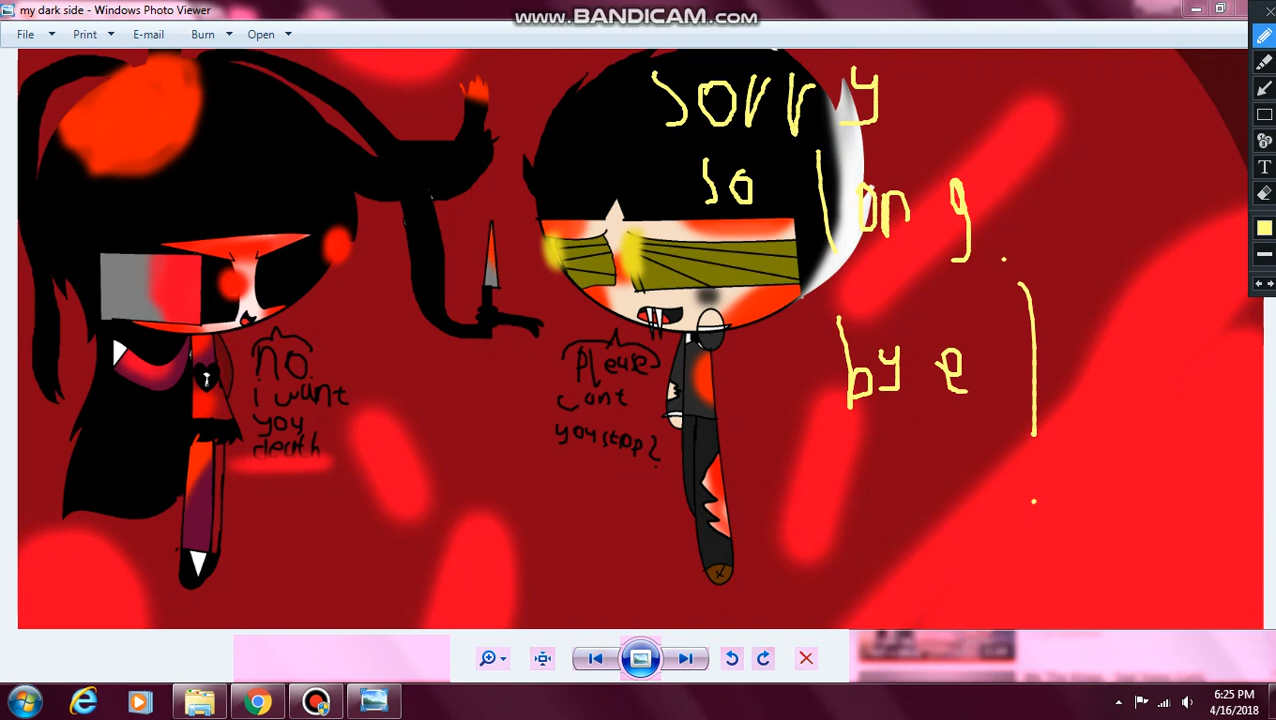 my dark side - Windows Photo Viewer
www.BANDICAM.com
File Print E-mail Burn Open
sorry
so long.
bye !
no
i want
you
death
please
cant
you stop?
T
6:25 PM
4/16/2018